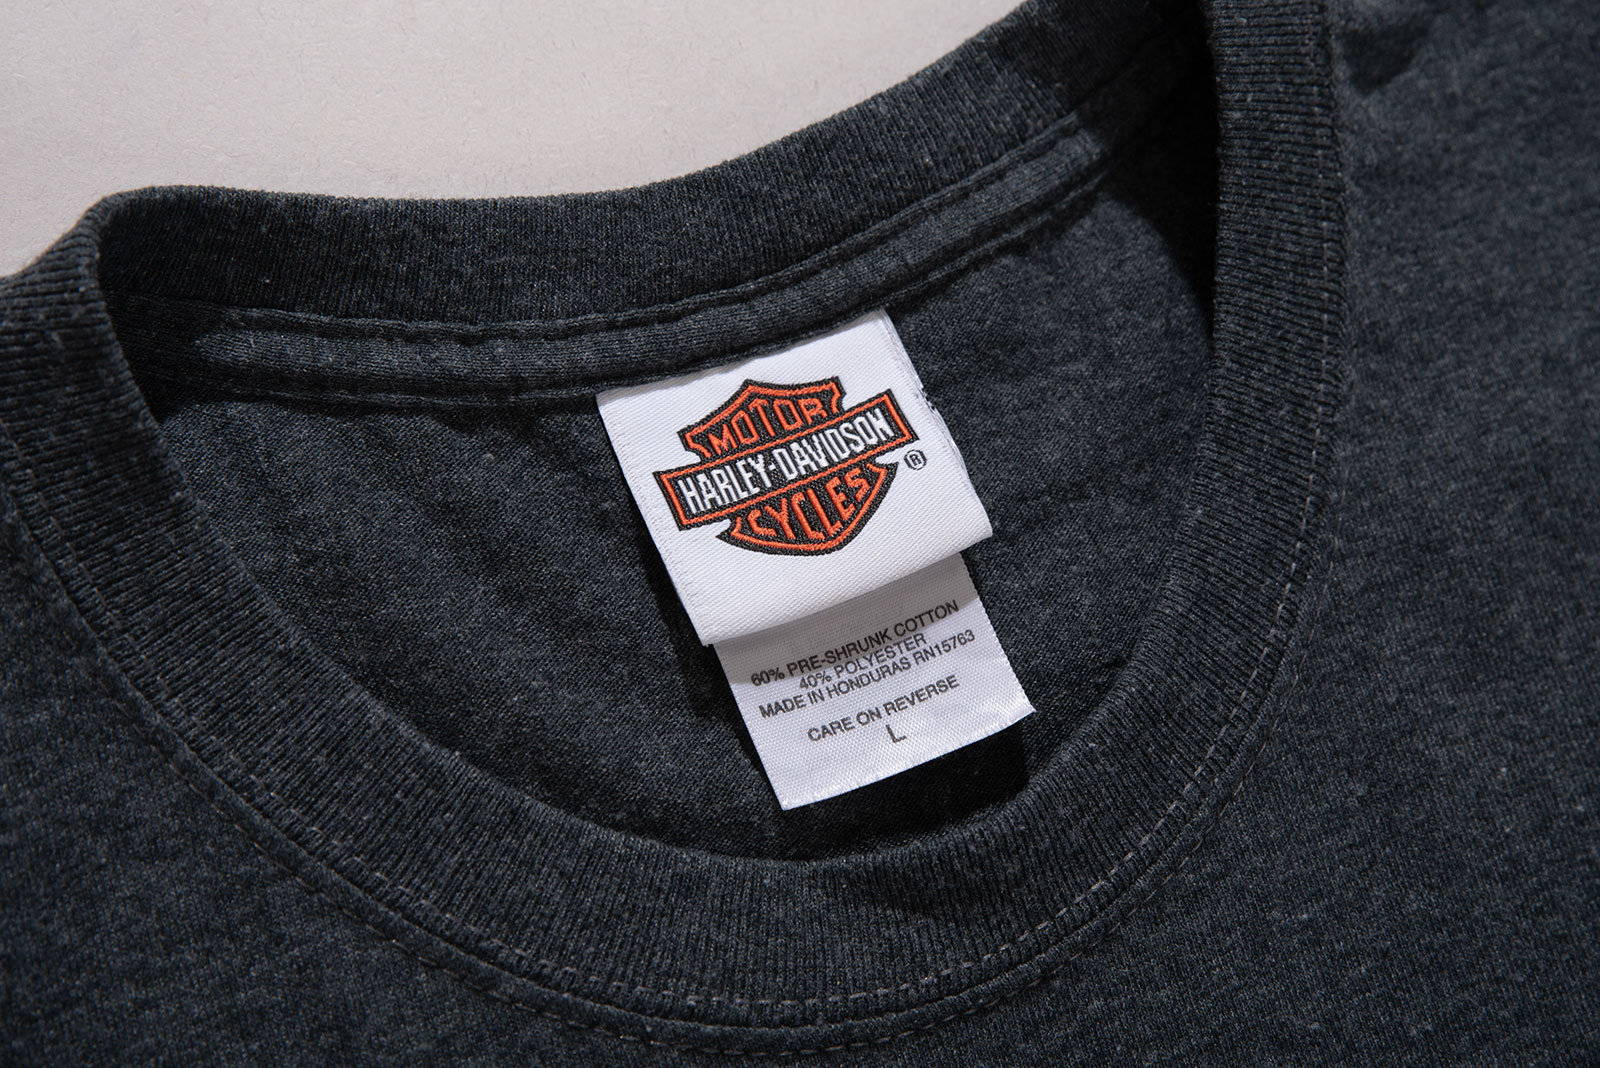 MOTOR
HARLEY-DAVIDSON
CYCLES
®
60% PRE-SHRUNK COTTON
40% POLYESTER
MADE IN HONDURAS RN15763
CARE ON REVERSE
L